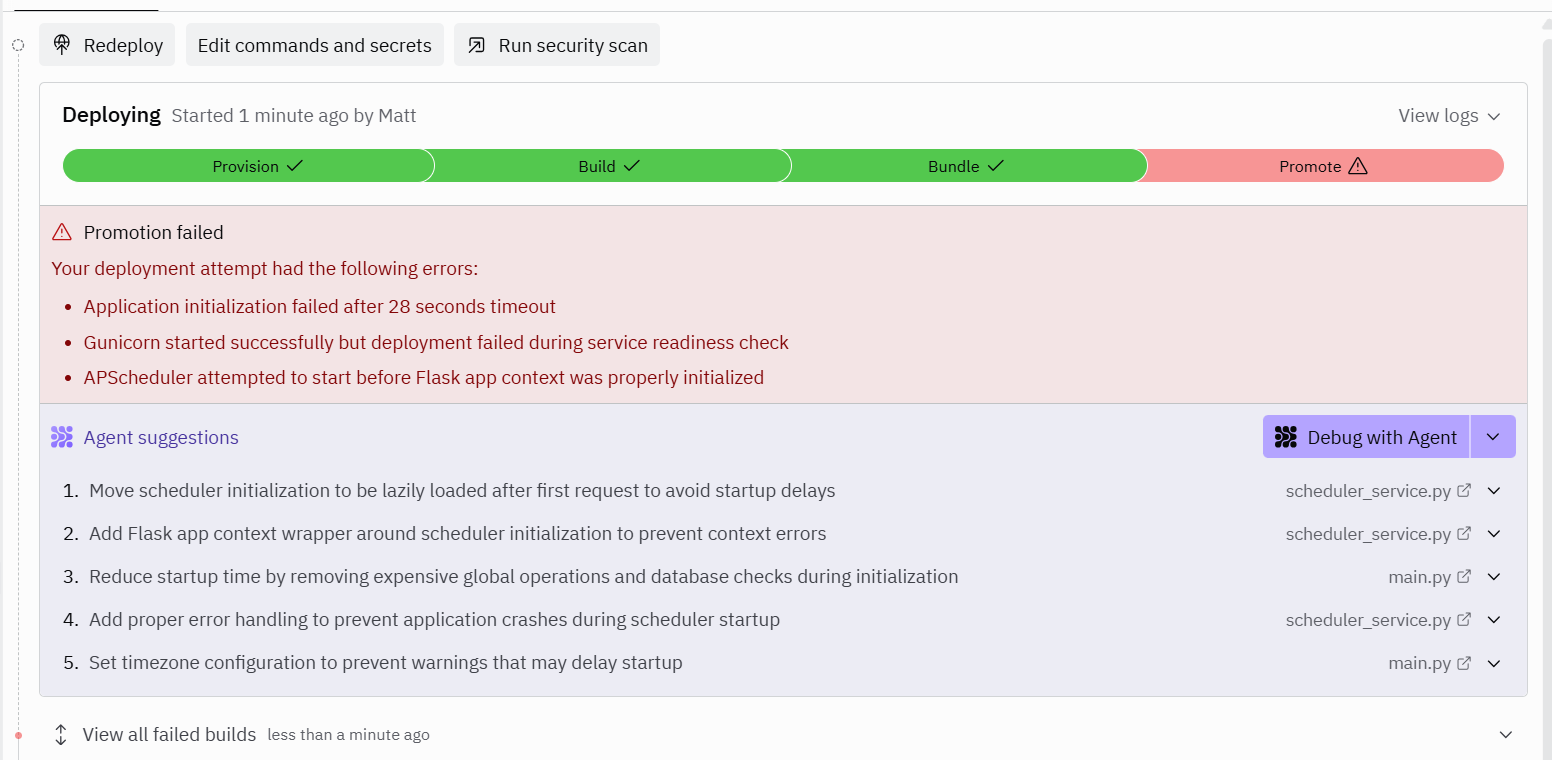 Redeploy Edit commands and secrets Run security scan
Deploying Started 1 minute ago by Matt View logs
Provision Build Bundle Promote
Promotion failed
Your deployment attempt had the following errors:
• Application initialization failed after 28 seconds timeout
• Gunicorn started successfully but deployment failed during service readiness check
• APScheduler attempted to start before Flask app context was properly initialized
Agent suggestions Debug with Agent
1. Move scheduler initialization to be lazily loaded after first request to avoid startup delays scheduler_service.py
2. Add Flask app context wrapper around scheduler initialization to prevent context errors scheduler_service.py
3. Reduce startup time by removing expensive global operations and database checks during initialization main.py
4. Add proper error handling to prevent application crashes during scheduler startup scheduler_service.py
5. Set timezone configuration to prevent warnings that may delay startup main.py
View all failed builds less than a minute ago